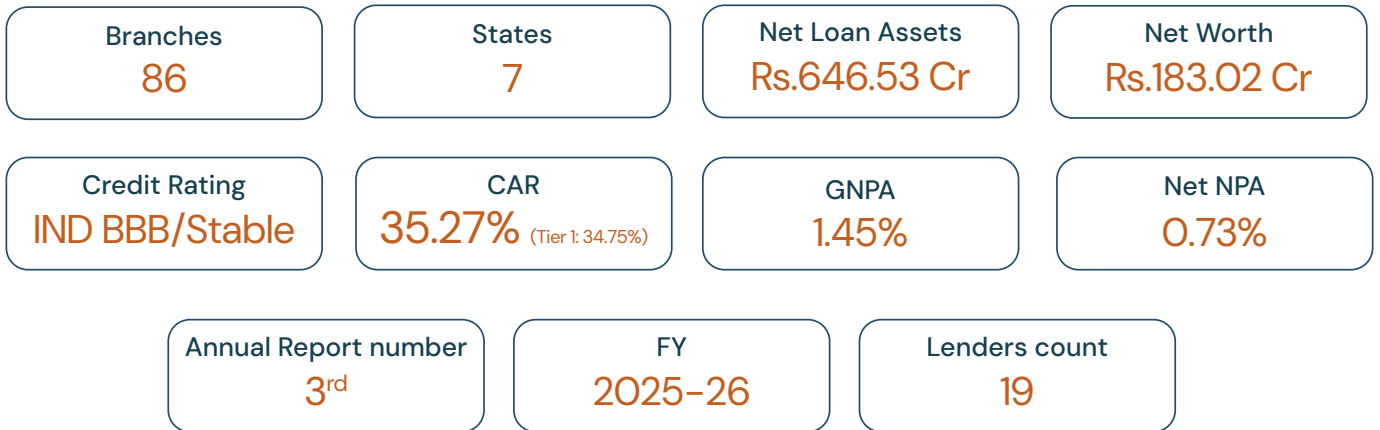 Branches
86
States
7
Net Loan Assets
Rs.646.53 Cr
Net Worth
Rs.183.02 Cr
Credit Rating
IND BBB/Stable
CAR
35.27% (Tier 1: 34.75%)
GNPA
1.45%
Net NPA
0.73%
Annual Report number
3rd
FY
2025-26
Lenders count
19